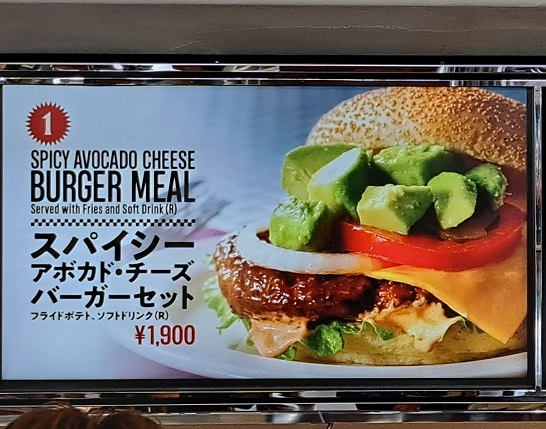 1
SPICY AVOCADO CHEESE
BURGER MEAL
Served with Fries and Soft Drink (R)
スパイシー
アボカド・チーズ
バーガーセット
フライドポテト、ソフトドリンク(R)
¥1,900